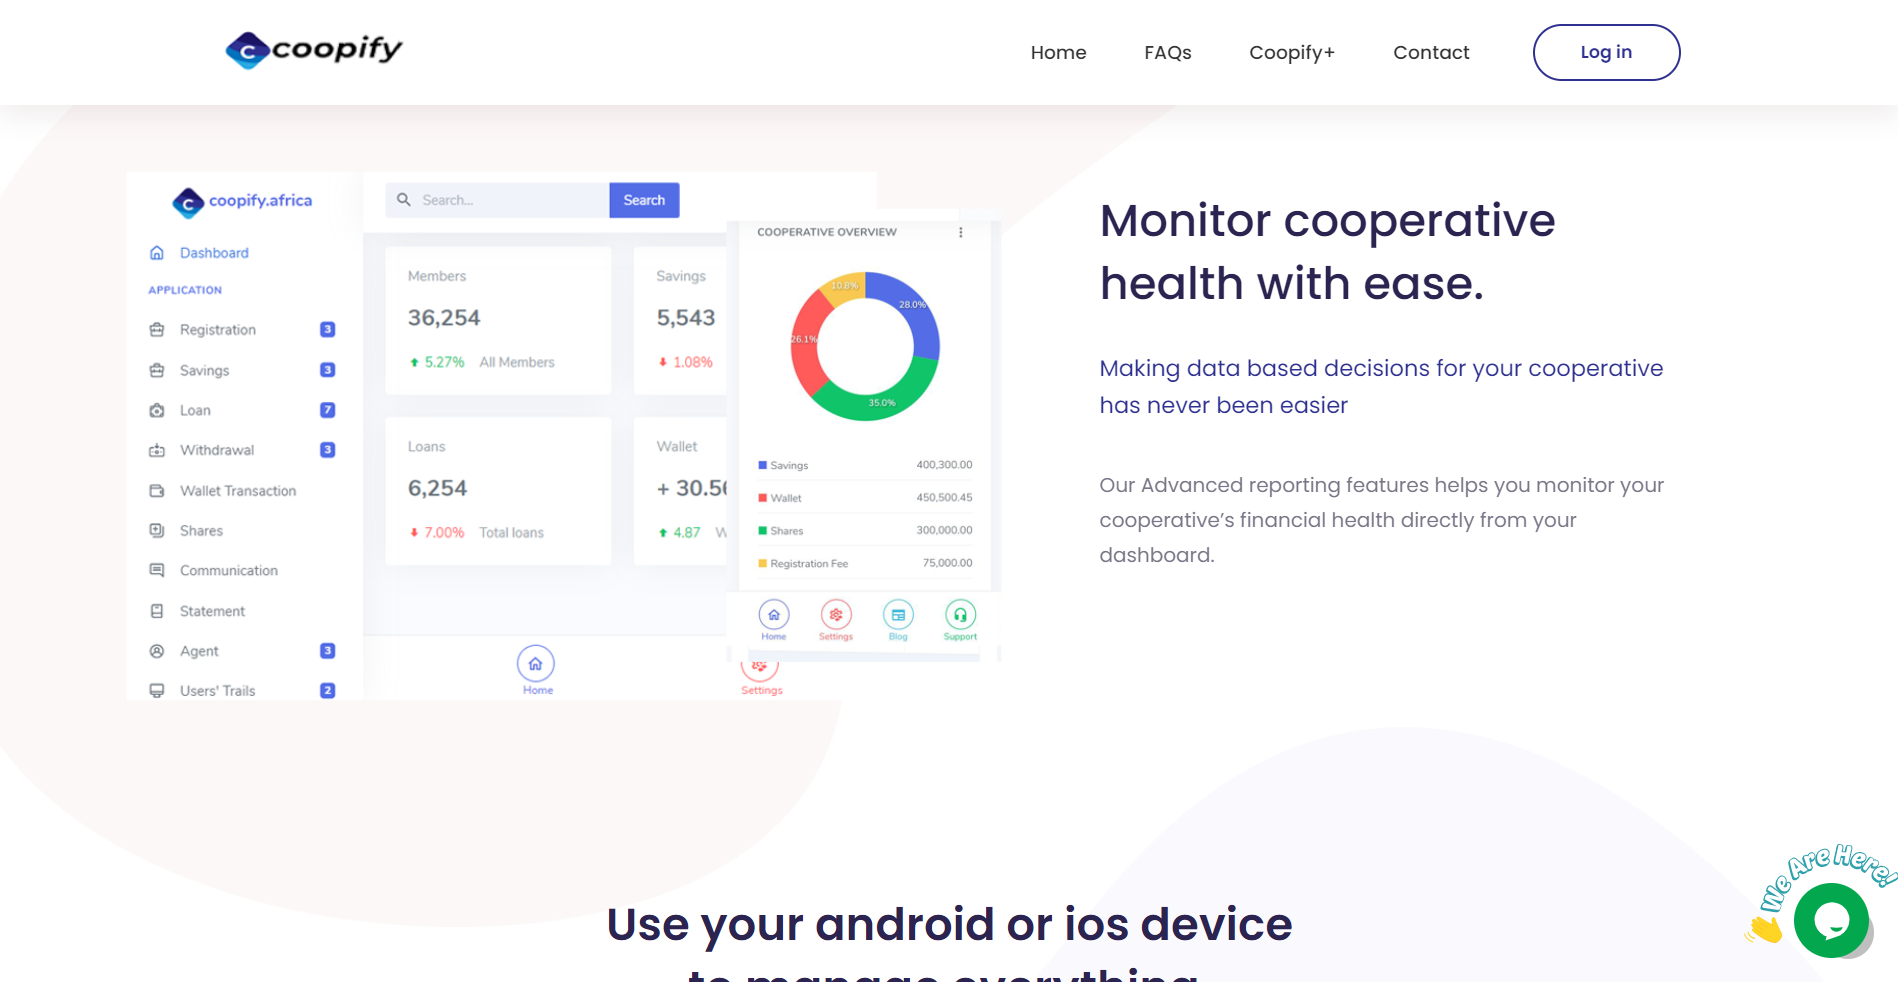 coopify
Home FAQs Coopify+ Contact Log in
coopify.africa
Search... Search
Dashboard
APPLICATION
Registration 3
Savings 3
Loan 7
Withdrawal 3
Wallet Transaction
Shares
Communication
Statement
Agent 3
Users' Trails 2
Members
36,254
5.27% All Members
Savings
5,543
1.08%
Loans
6,254
7.00% Total loans
Wallet
+ 30.56
4.87 W
Home
Settings
COOPERATIVE OVERVIEW
10.8%
28.0%
26.1%
35.0%
Savings 400,300.00
Wallet 450,500.45
Shares 300,000.00
Registration Fee 75,000.00
Home Settings Blog Support
Monitor cooperative
health with ease.
Making data based decisions for your cooperative
has never been easier
Our Advanced reporting features helps you monitor your
cooperative’s financial health directly from your
dashboard.
Use your android or ios device
to manage everything
We Are Here!